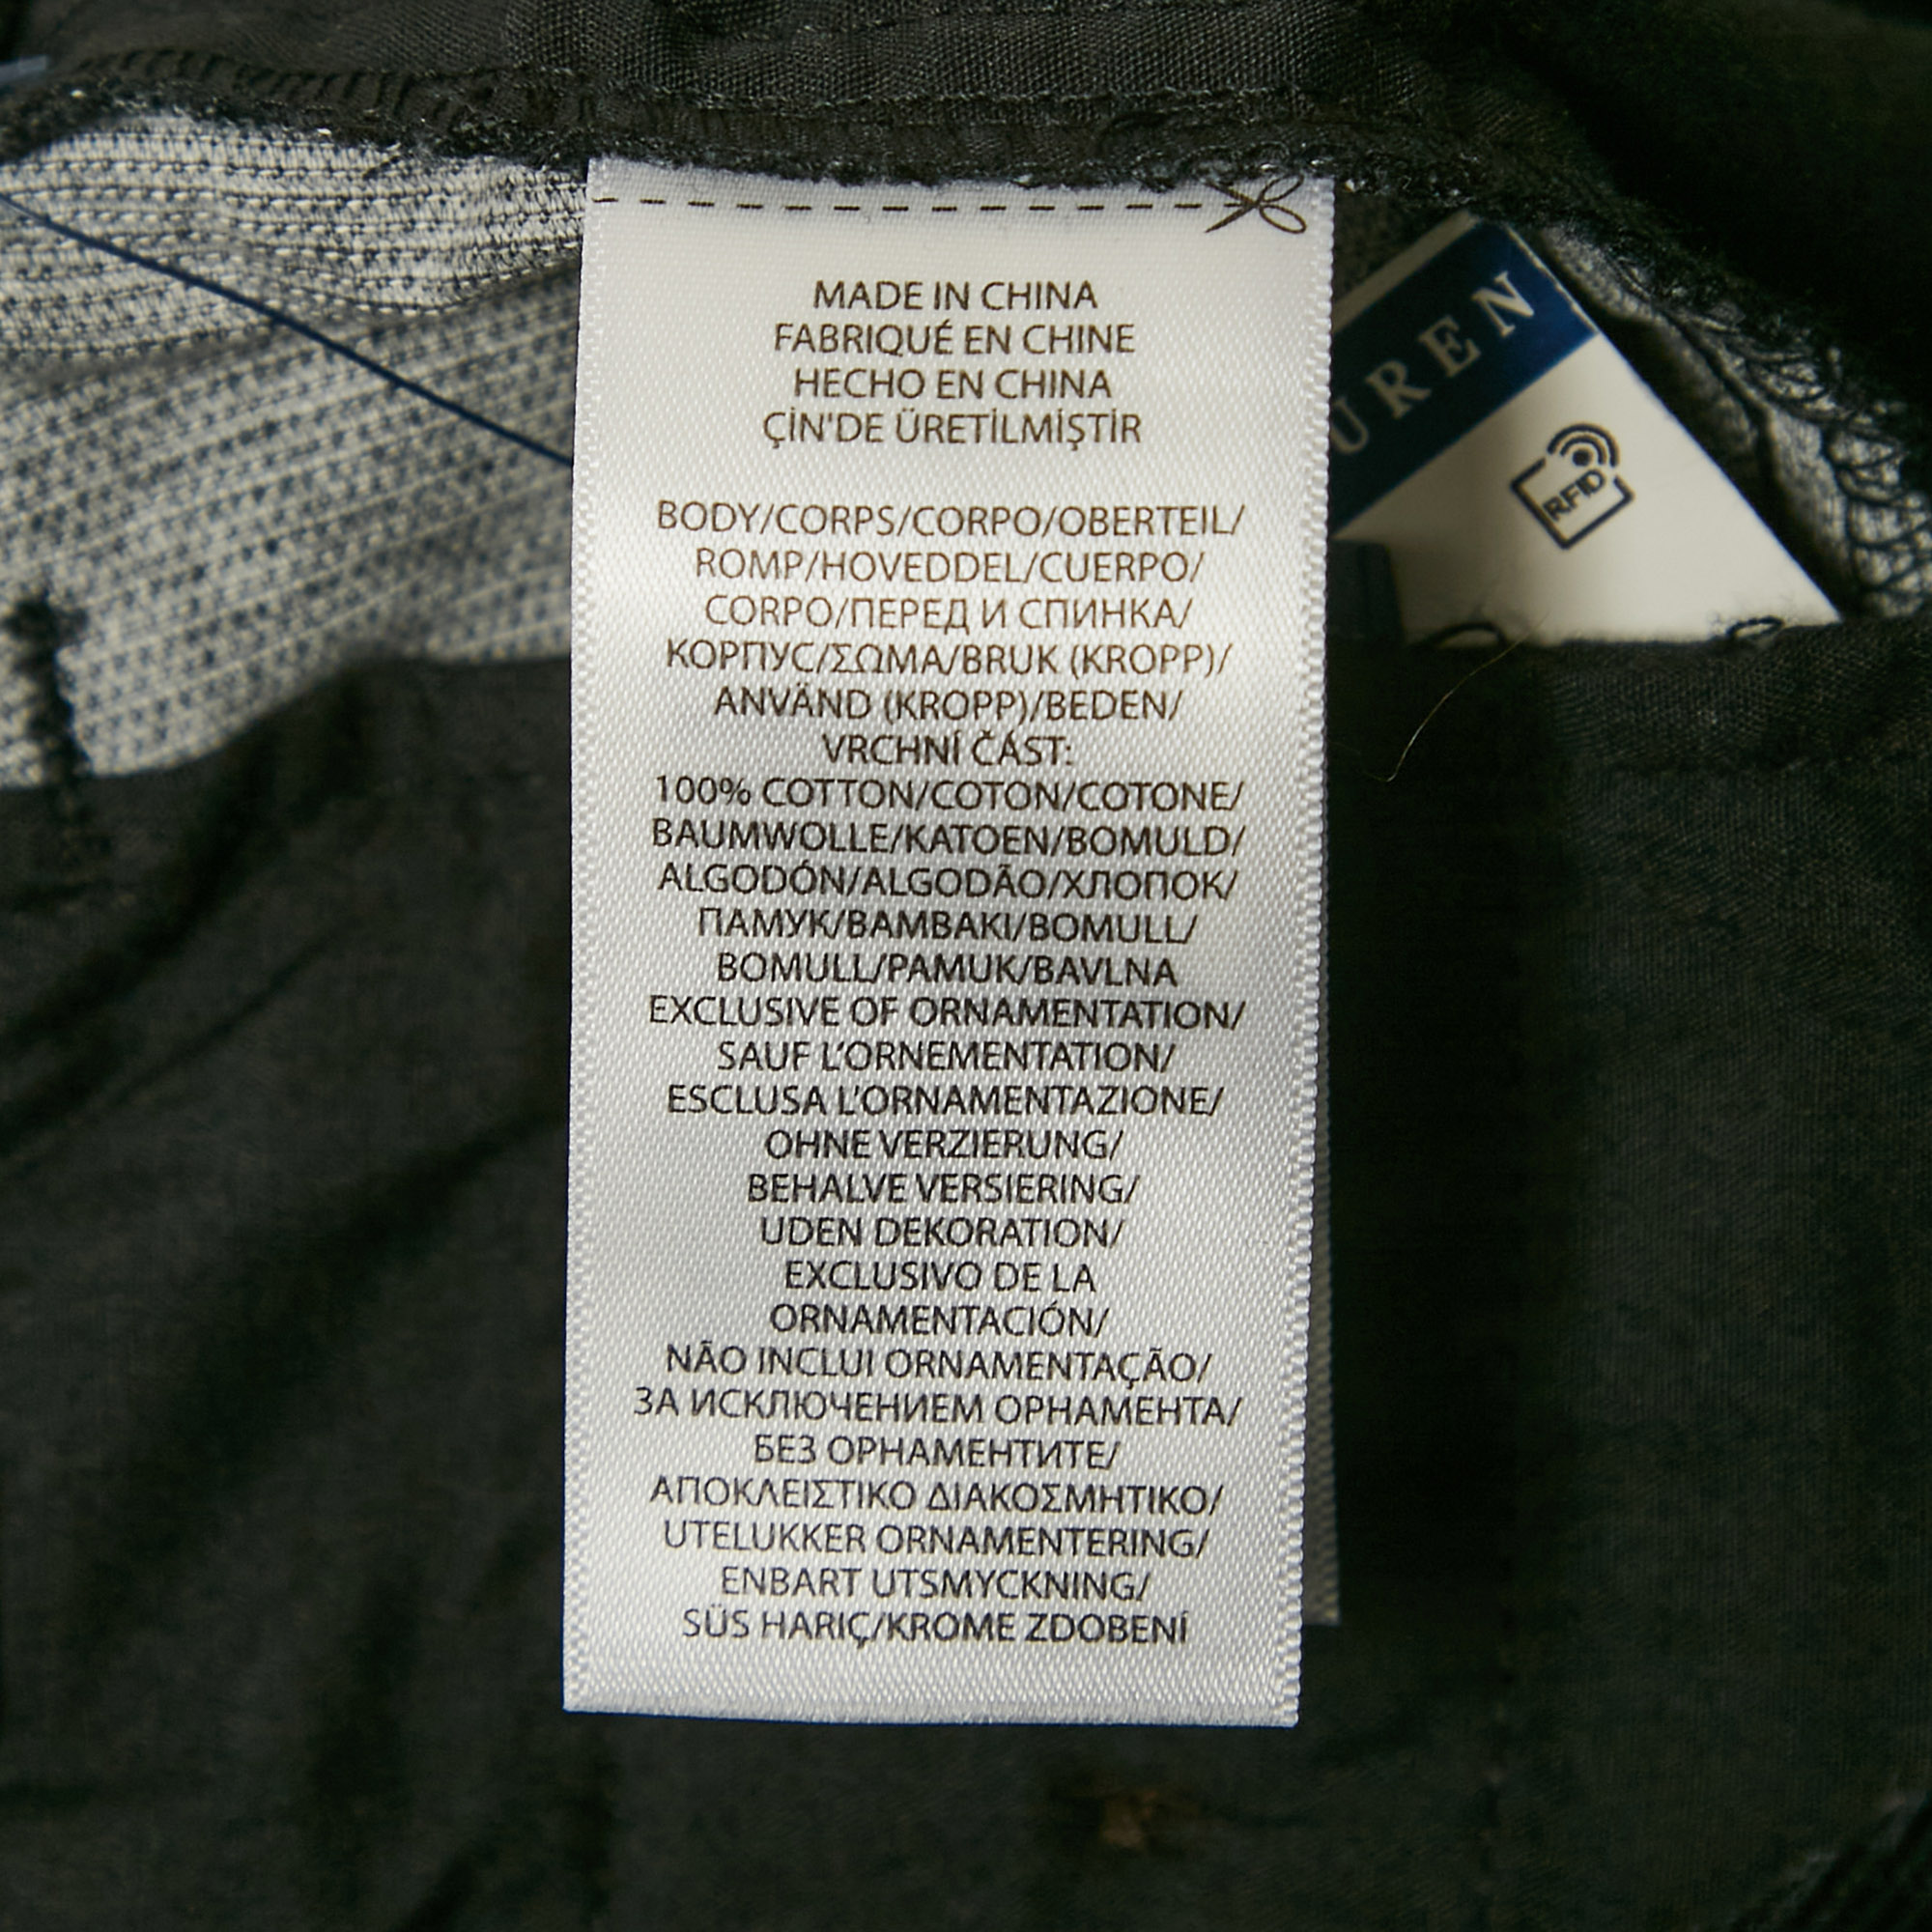 MADE IN CHINA
FABRIQUÉ EN CHINE
HECHO EN CHINA
ÇİN'DE ÜRETİLMİŞTİR
BODY/CORPS/CORPO/OBERTEIL/
ROMP/HOVEDDEL/CUERPO/
CORPO/ПЕРЕД И СПИНКА/
КОРПУС/ΣΩΜΑ/BRUK (KROPP)/
ANVÄND (KROPP)/BEDEN/
VRCHNÍ ČÁST:
100% COTTON/COTON/COTONE/
BAUMWOLLE/KATOEN/BOMULD/
ALGODÓN/ALGODÃO/ХЛОПОК/
ПАМУК/ΒΑΜΒΑΚΙ/BOMULL/
BOMULL/PAMUK/BAVLNA
EXCLUSIVE OF ORNAMENTATION/
SAUF L'ORNEMENTATION/
ESCLUSA L'ORNAMENTAZIONE/
OHNE VERZIERUNG/
BEHALVE VERSIERING/
UDEN DEKORATION/
EXCLUSIVO DE LA
ORNAMENTACIÓN/
NÃO INCLUI ORNAMENTAÇÃO/
ЗА ИСКЛЮЧЕНИЕМ ОРНАМЕНТА/
БЕЗ ОРНАМЕНТИТЕ/
ΑΠΟΚΛΕΙΣΤΙΚΟ ΔΙΑΚΟΣΜΗΤΙΚΟ/
UTELUKKER ORNAMENTERING/
ENBART UTSMYCKNING/
SÜS HARIÇ/KROME ZDOBENÍ
UREN
RFID